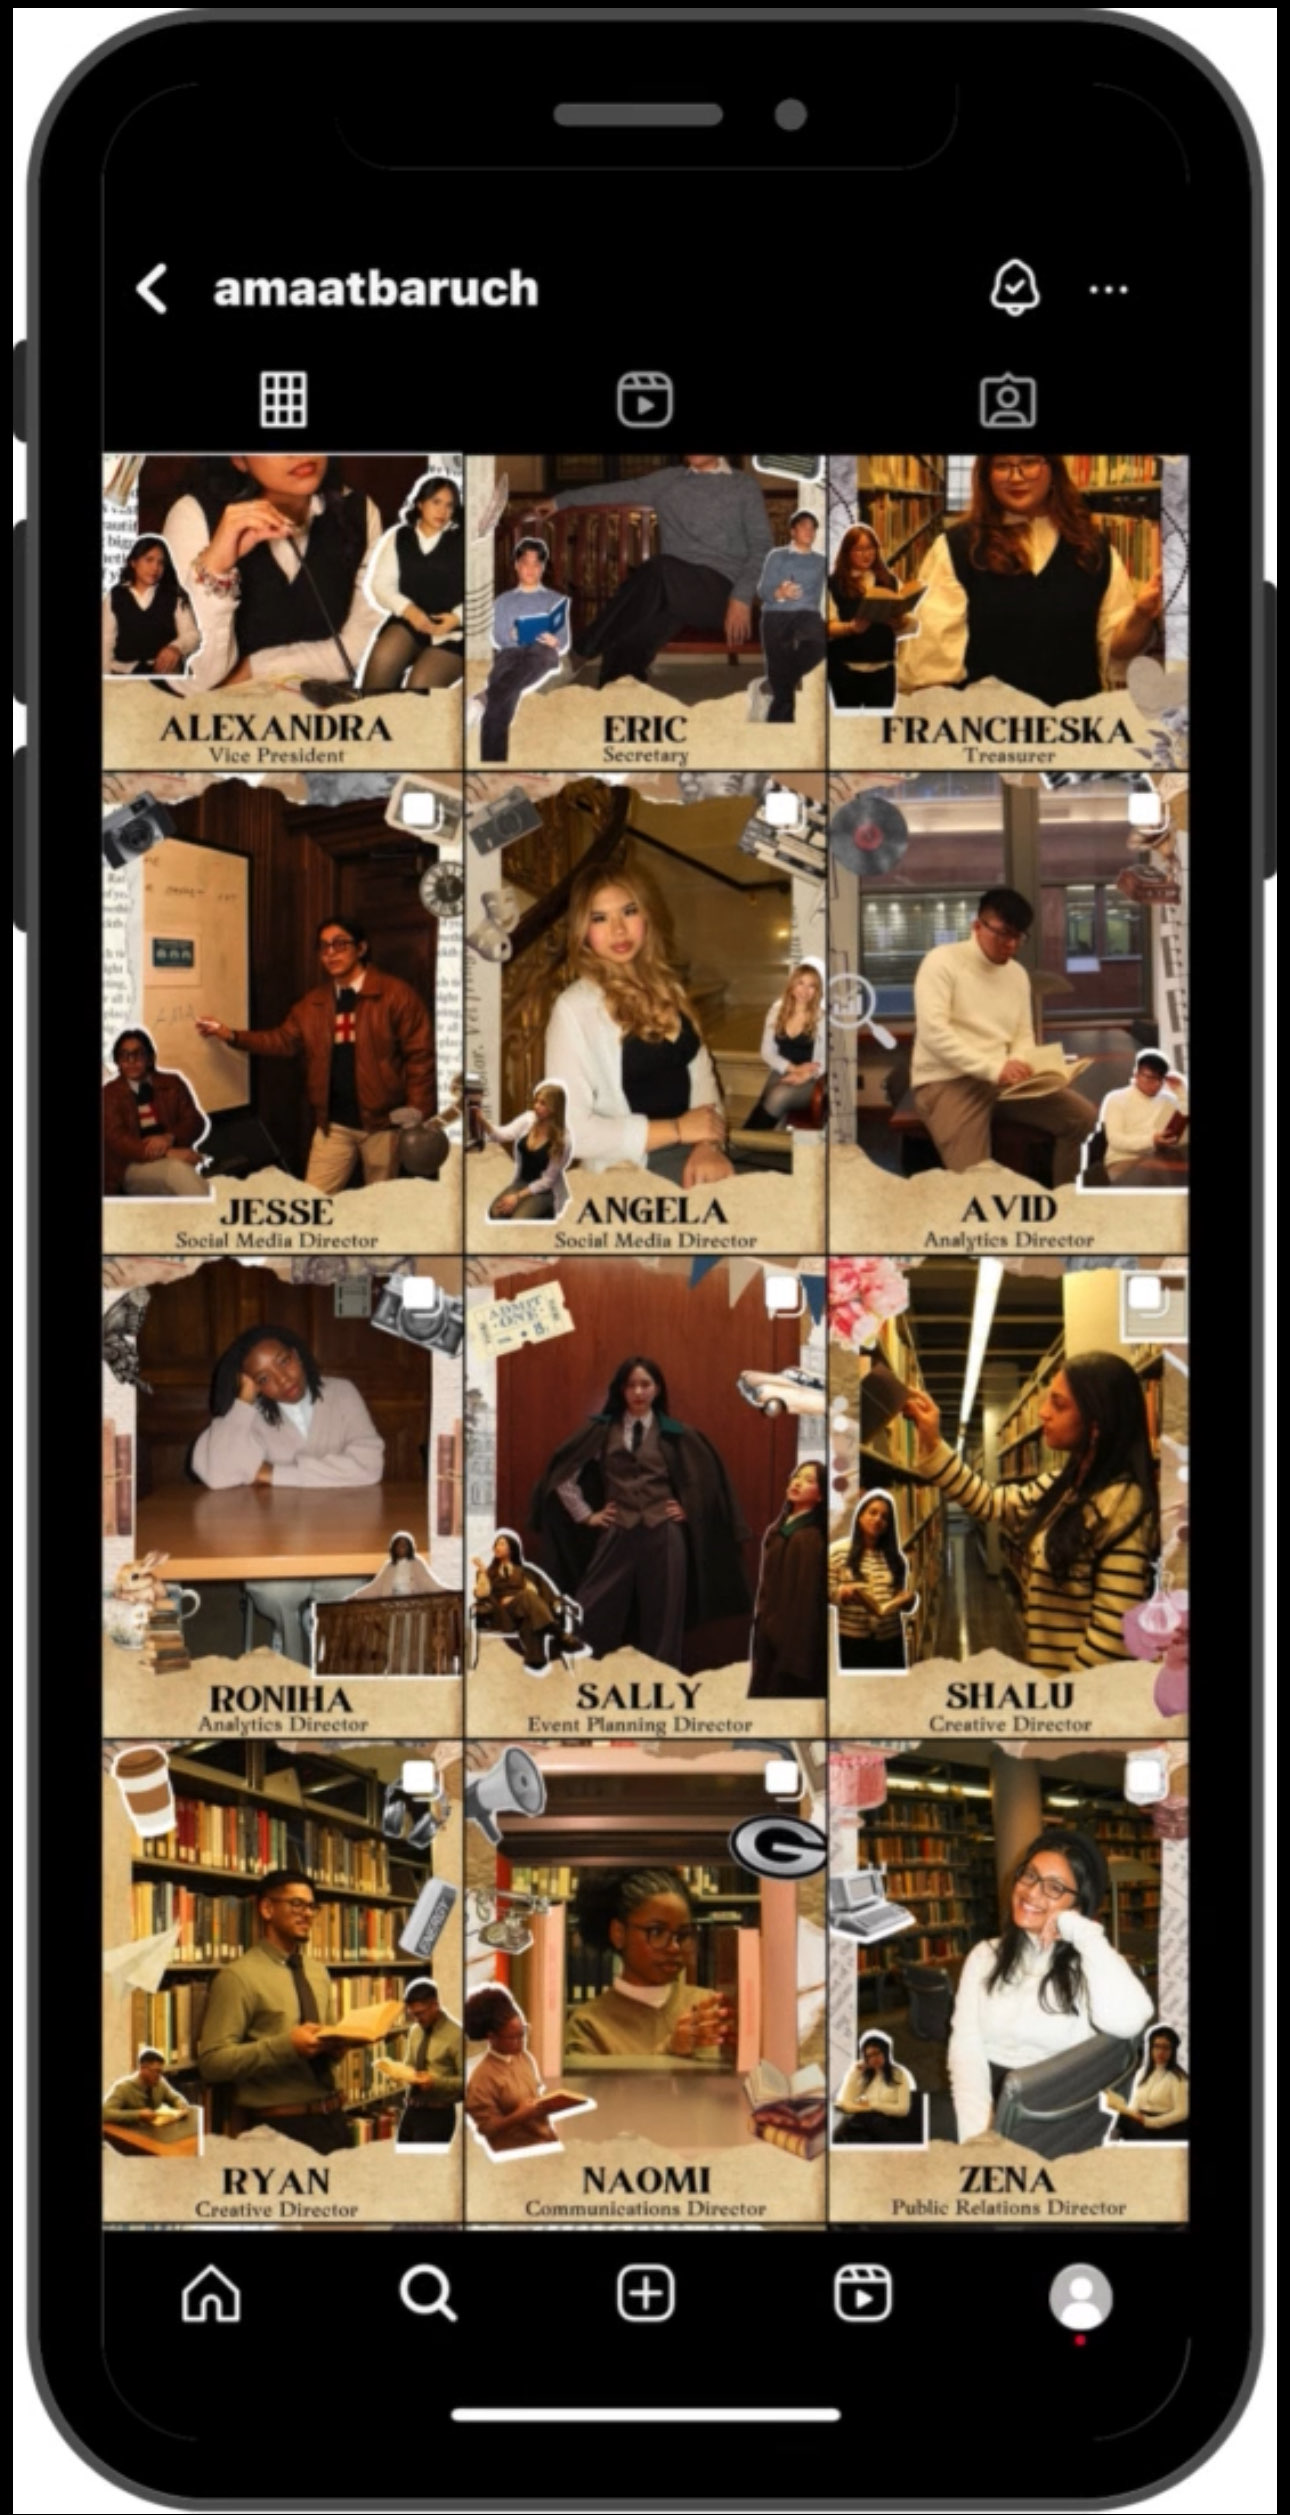 amaatbaruch
ALEXANDRA
Vice President
ERIC
Secretary
FRANCHESKA
Treasurer
JESSE
Social Media Director
ANGELA
Social Media Director
AVID
Analytics Director
ADMIT
ONE
RONIHA
Analytics Director
SALLY
Event Planning Director
SHALU
Creative Director
ENERGY
G
RYAN
Creative Director
NAOMI
Communications Director
ZENA
Public Relations Director